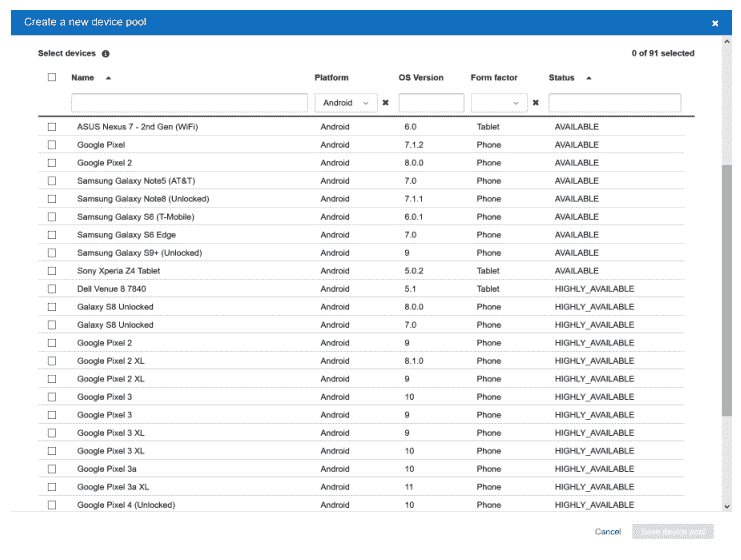 Create a new device pool
Select devices 0 of 91 selected
Name Platform OS Version Form factor Status
Android
ASUS Nexus 7 - 2nd Gen (WiFi) Android 6.0 Tablet AVAILABLE
Google Pixel Android 7.1.2 Phone AVAILABLE
Google Pixel 2 Android 8.0.0 Phone AVAILABLE
Samsung Galaxy Note5 (AT&T) Android 7.0 Phone AVAILABLE
Samsung Galaxy Note8 (Unlocked) Android 7.1.1 Phone AVAILABLE
Samsung Galaxy S6 (T-Mobile) Android 6.0.1 Phone AVAILABLE
Samsung Galaxy S6 Edge Android 7.0 Phone AVAILABLE
Samsung Galaxy S9+ (Unlocked) Android 9 Phone AVAILABLE
Sony Xperia Z4 Tablet Android 5.0.2 Tablet AVAILABLE
Dell Venue 8 7840 Android 5.1 Tablet HIGHLY_AVAILABLE
Galaxy S8 Unlocked Android 8.0.0 Phone HIGHLY_AVAILABLE
Galaxy S8 Unlocked Android 7.0 Phone HIGHLY_AVAILABLE
Google Pixel 2 Android 9 Phone HIGHLY_AVAILABLE
Google Pixel 2 XL Android 8.1.0 Phone HIGHLY_AVAILABLE
Google Pixel 2 XL Android 9 Phone HIGHLY_AVAILABLE
Google Pixel 3 Android 10 Phone HIGHLY_AVAILABLE
Google Pixel 3 Android 9 Phone HIGHLY_AVAILABLE
Google Pixel 3 XL Android 9 Phone HIGHLY_AVAILABLE
Google Pixel 3 XL Android 10 Phone HIGHLY_AVAILABLE
Google Pixel 3a Android 10 Phone HIGHLY_AVAILABLE
Google Pixel 3a XL Android 11 Phone HIGHLY_AVAILABLE
Google Pixel 4 (Unlocked) Android 10 Phone HIGHLY_AVAILABLE
Cancel Save device pool